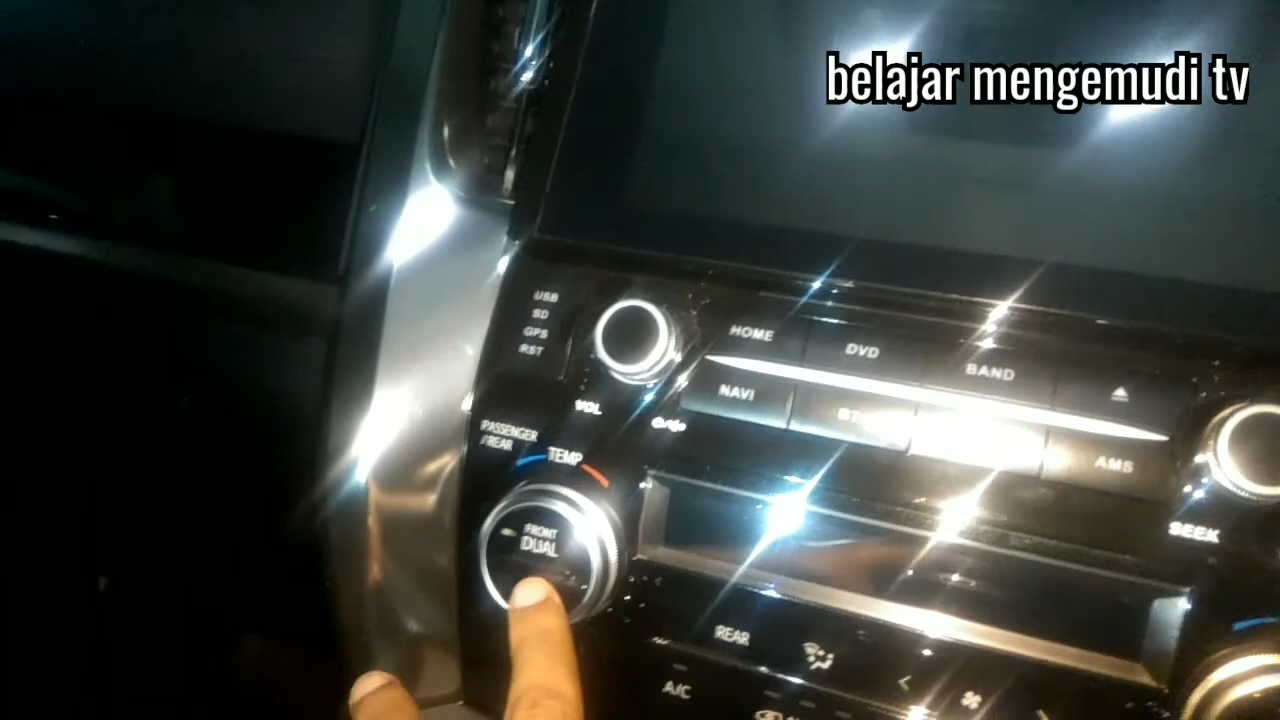 belajar mengemudi tv
USB
SD
GPS
RST
HOME
DVD
BAND
NAVI
BT
AMS
VOL
SEEK
PASSENGER
/REAR
TEMP
FRONT
DUAL
REAR
A/C